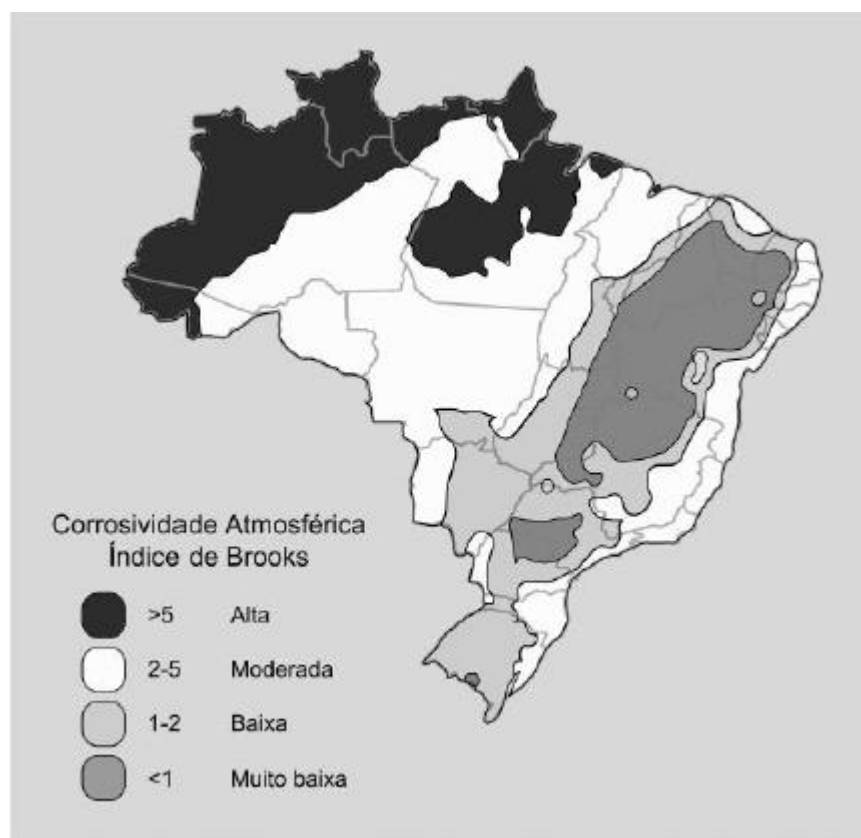 Corrosividade Atmosférica
Índice de Brooks
>5 Alta
2-5 Moderada
1-2 Baixa
<1 Muito baixa